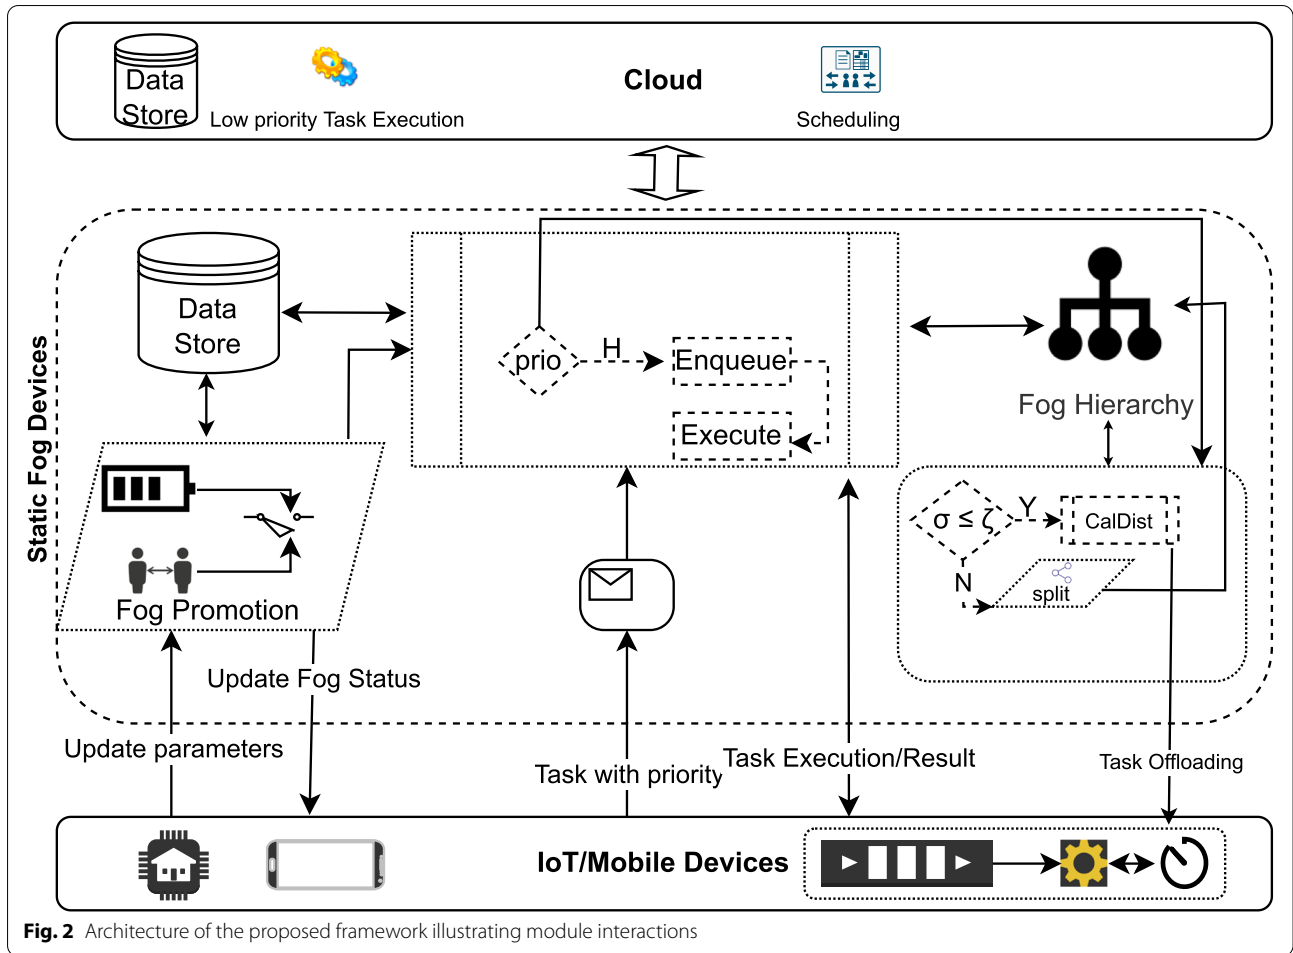 Data
Store
Low priority Task Execution
Cloud
Scheduling
Static Fog Devices
Data
Store
prio
H
Enqueue
Execute
Fog Hierarchy
σ ≤ ζ
Y
CalDist
N
split
Fog Promotion
Update Fog Status
Update parameters
Task with priority
Task Execution/Result
Task Offloading
IoT/Mobile Devices
Fig. 2 Architecture of the proposed framework illustrating module interactions